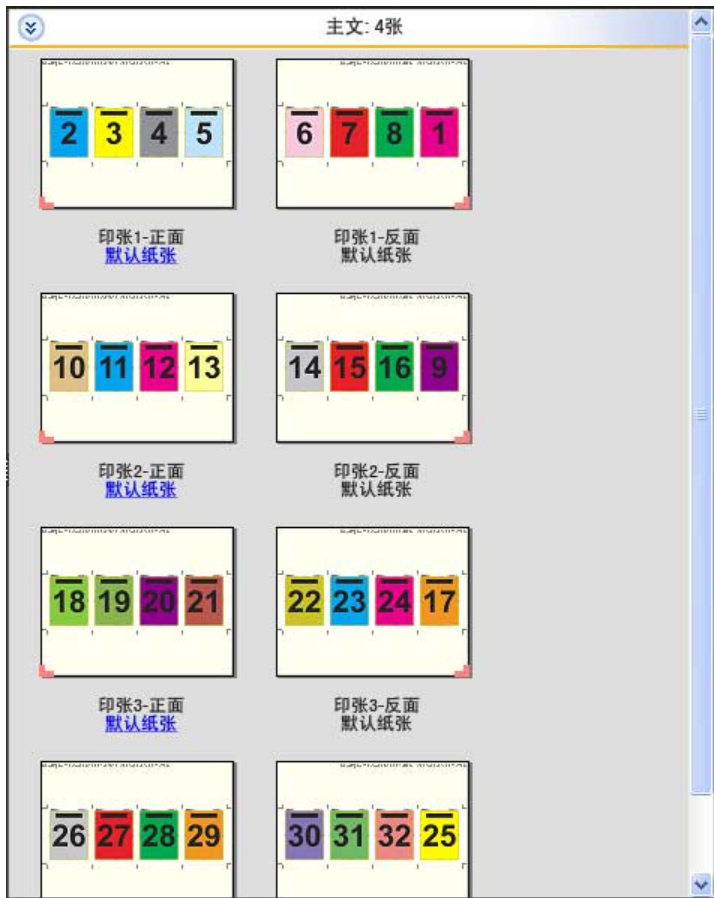 主文: 4张
2 3 4 5
6 7 8 1
印张1-正面
默认纸张
印张1-反面
默认纸张
10 11 12 13
14 15 16 9
印张2-正面
默认纸张
印张2-反面
默认纸张
18 19 20 21
22 23 24 17
印张3-正面
默认纸张
印张3-反面
默认纸张
26 27 28 29
30 31 32 25